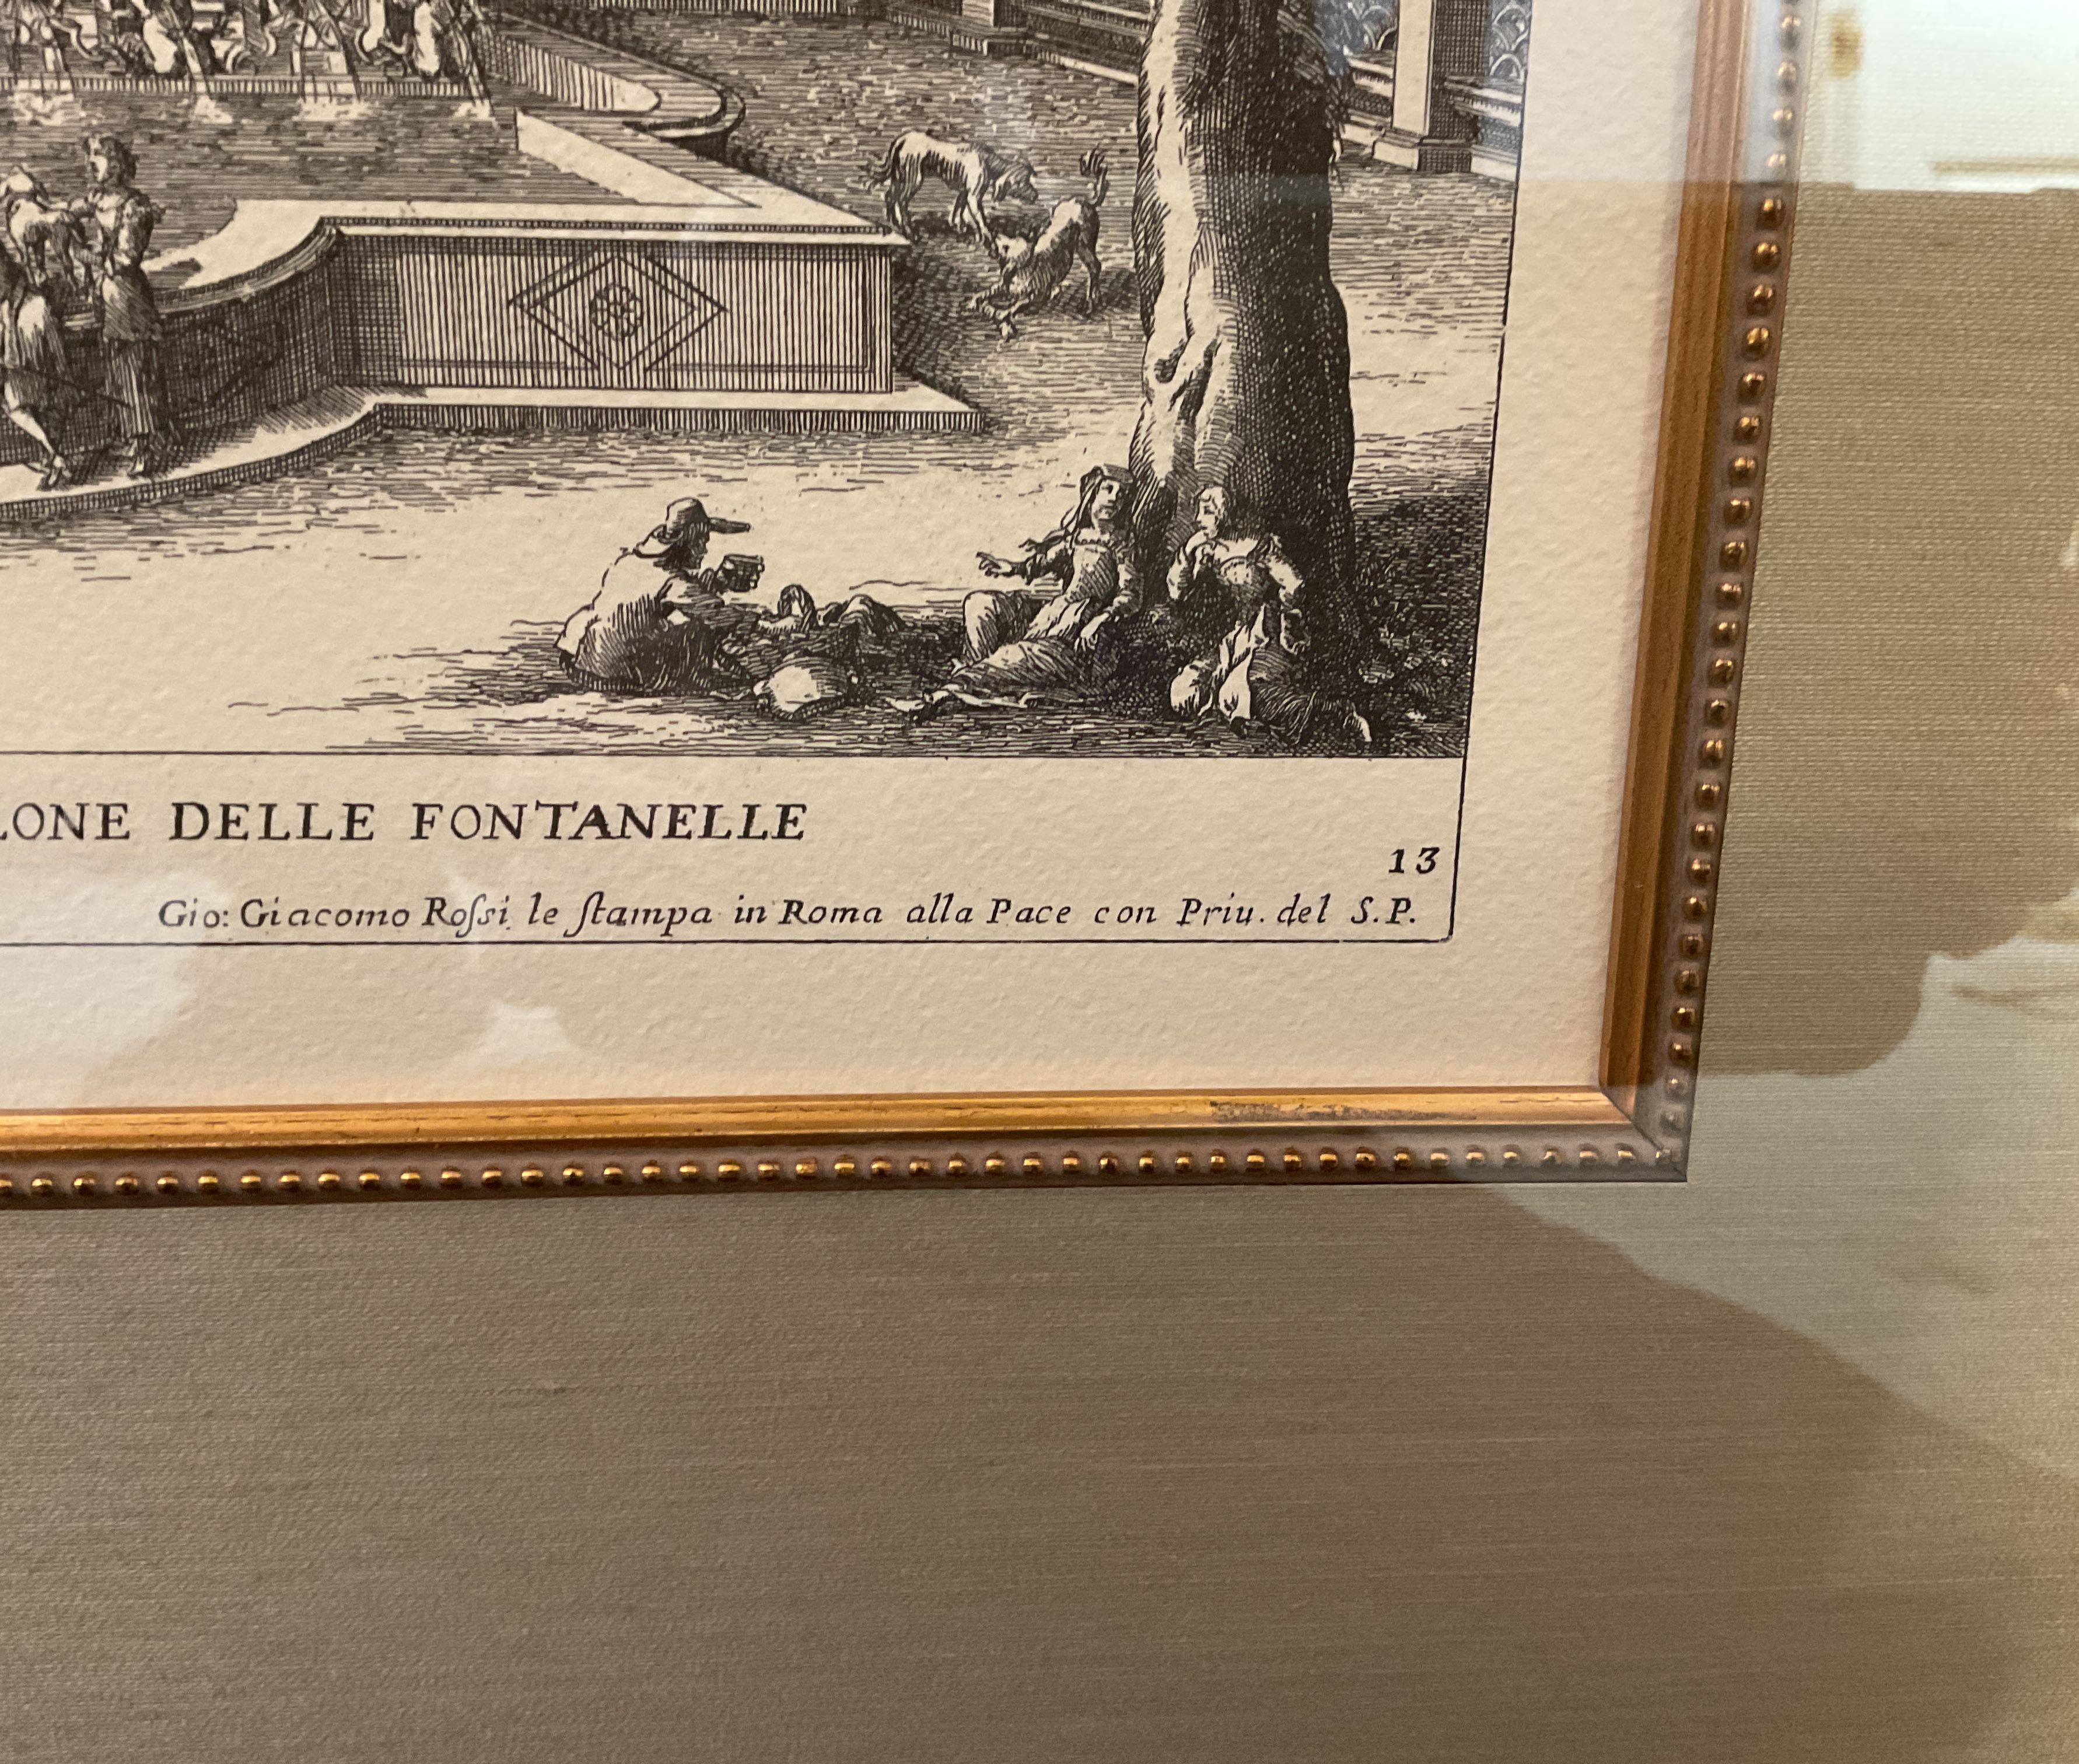 LONE DELLE FONTANELLE
13
Gio: Giacomo Roſsi le ſtampa in Roma alla Pace con Priu. del S.P.